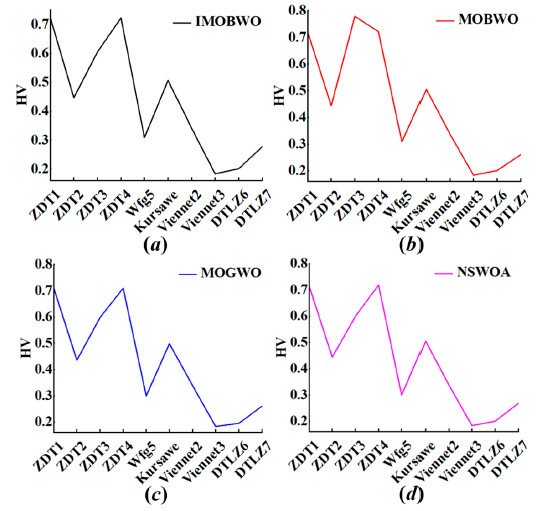 IMOBWO
HV
0.7
0.6
0.5
0.4
0.3
0.2
ZDT1
ZDT2
ZDT3
ZDT4
Wfg5
Kursawe
Viennet2
Viennet3
DTLZ6
DTLZ7
(a)
MOBWO
HV
0.8
0.7
0.6
0.5
0.4
0.3
0.2
ZDT1
ZDT2
ZDT3
ZDT4
Wfg5
Kursawe
Viennet2
Viennet3
DTLZ6
DTLZ7
(b)
MOGWO
HV
0.8
0.7
0.6
0.5
0.4
0.3
0.2
ZDT1
ZDT2
ZDT3
ZDT4
Wfg5
Kursawe
Viennet2
Viennet3
DTLZ6
DTLZ7
(c)
NSWOA
HV
0.8
0.7
0.6
0.5
0.4
0.3
0.2
ZDT1
ZDT2
ZDT3
ZDT4
Wfg5
Kursawe
Viennet2
Viennet3
DTLZ6
DTLZ7
(d)